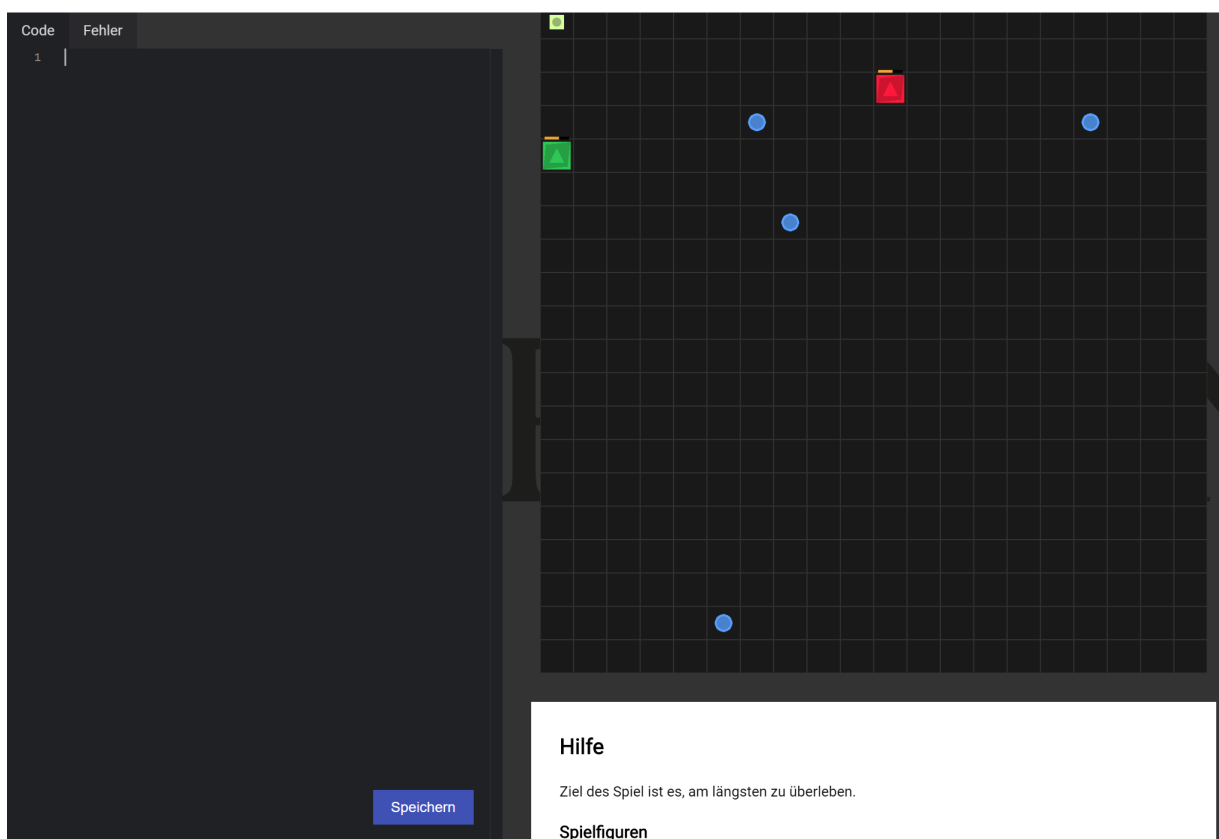 Code Fehler
1
Hilfe
Ziel des Spiel ist es, am längsten zu überleben.
Speichern
Spielfiguren